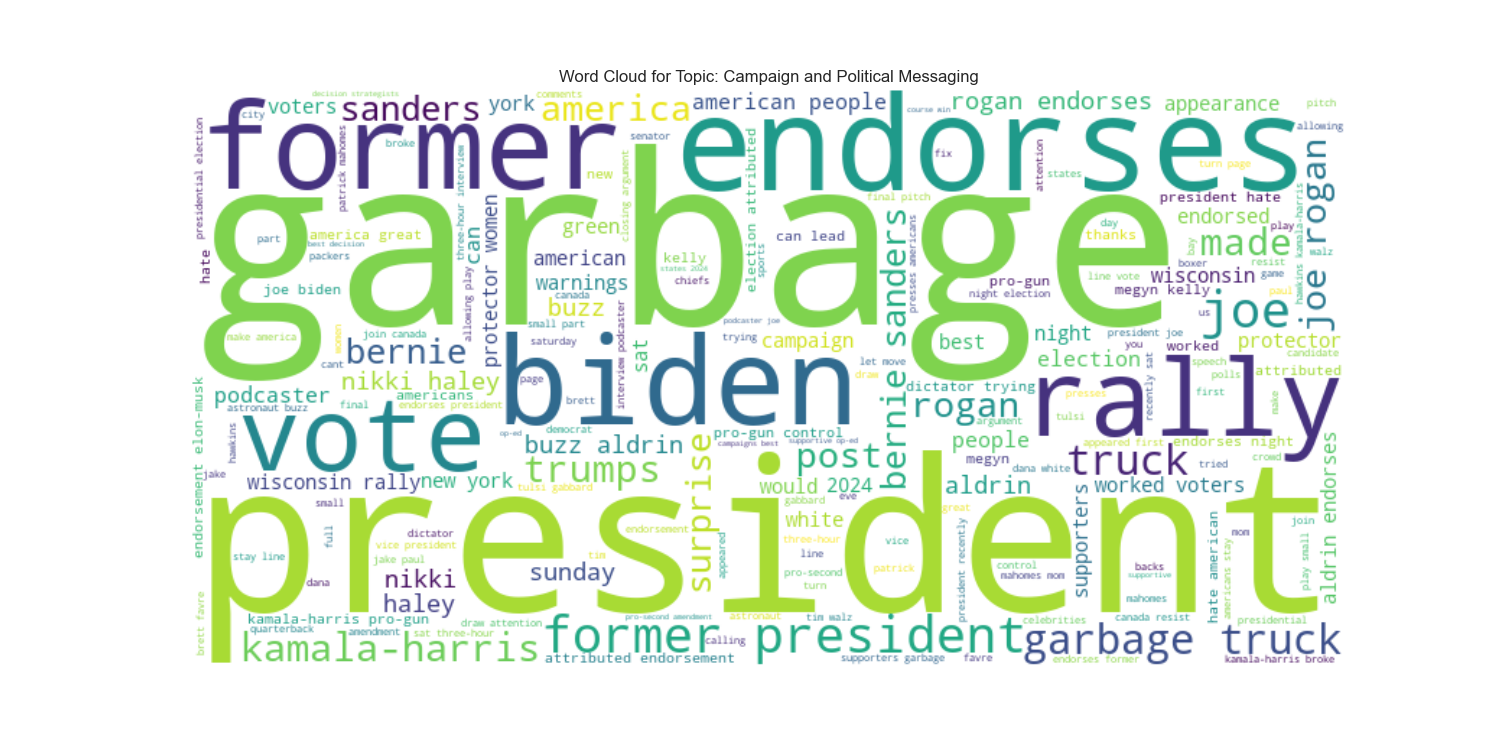 Word Cloud for Topic: Campaign and Political Messaging
decision strategists
comments
city
voters
sanders
york
america
american people
course win
rogan endorses
appearance
pitch
former
endorses
allowing
presidential election
patrick mahomes
broke
three-hour interview
senator
new
closing argument
election attributed
fix
attention
states
turn page
joe rogan
garbage
final pitch
president hate
play
hate
part
america great
best decision
packers
can
protector women
green
can lead
sports
bernie sanders
presses americans
endorsed
day
thanks
made
bay
resist
kamala-harris
hawkins
walz
american
kelly
states 2024
chiefs
warnings
joe biden
line vote
boxer
wisconsin
game
pro-gun
night election
megyn kelly
paul
canada
buzz
small part
joe
us
join canada
allowing play
make america
women
cant
bernie
biden
saturday
sat
podcaster joe
trying
campaign
best
night
president joe
you
worked
protector
let move
election
speech
candidate
polls
attributed
rally
recently sat
nikki haley
page
brett
interview podcaster
draw
dictator trying
presses
tulsi
first
make
endorsement elon-musk
podcaster
americans
endorses president
astronaut buzz
final
rogan
argument
vote
hawkins
op-ed
democrat
pro-gun control
campaigns best
supportive op-ed
people
appeared first
endorses night
crowd
buzz aldrin
post
megyn
dana white
truck
tried
jake
wisconsin rally
new york
trumps
tulsi gabbard
surprise
would 2024
eve
gabbard
aldrin
worked voters
small
great
president
white
supporters
aldrin endorses
join
hate american
americans stay
mom
play small
full
dictator
vice president
jake paul
stay line
endorsement
tim
appeared
three-hour
line
vice
president recently
control
mahomes mom
backs
supportive
dana
nikki
sunday
pro-second
turn
patrick
mahomes
haley
brett favre
kamala-harris pro-gun
quarterback
amendment
draw attention
sat three-hour
pro-second amendment
astronaut
tim walz
celebrities
canada resist
presidential
kamala-harris
former president
calling
garbage truck
attributed endorsement
supporters garbage
favre
endorses former
kamala-harris broke